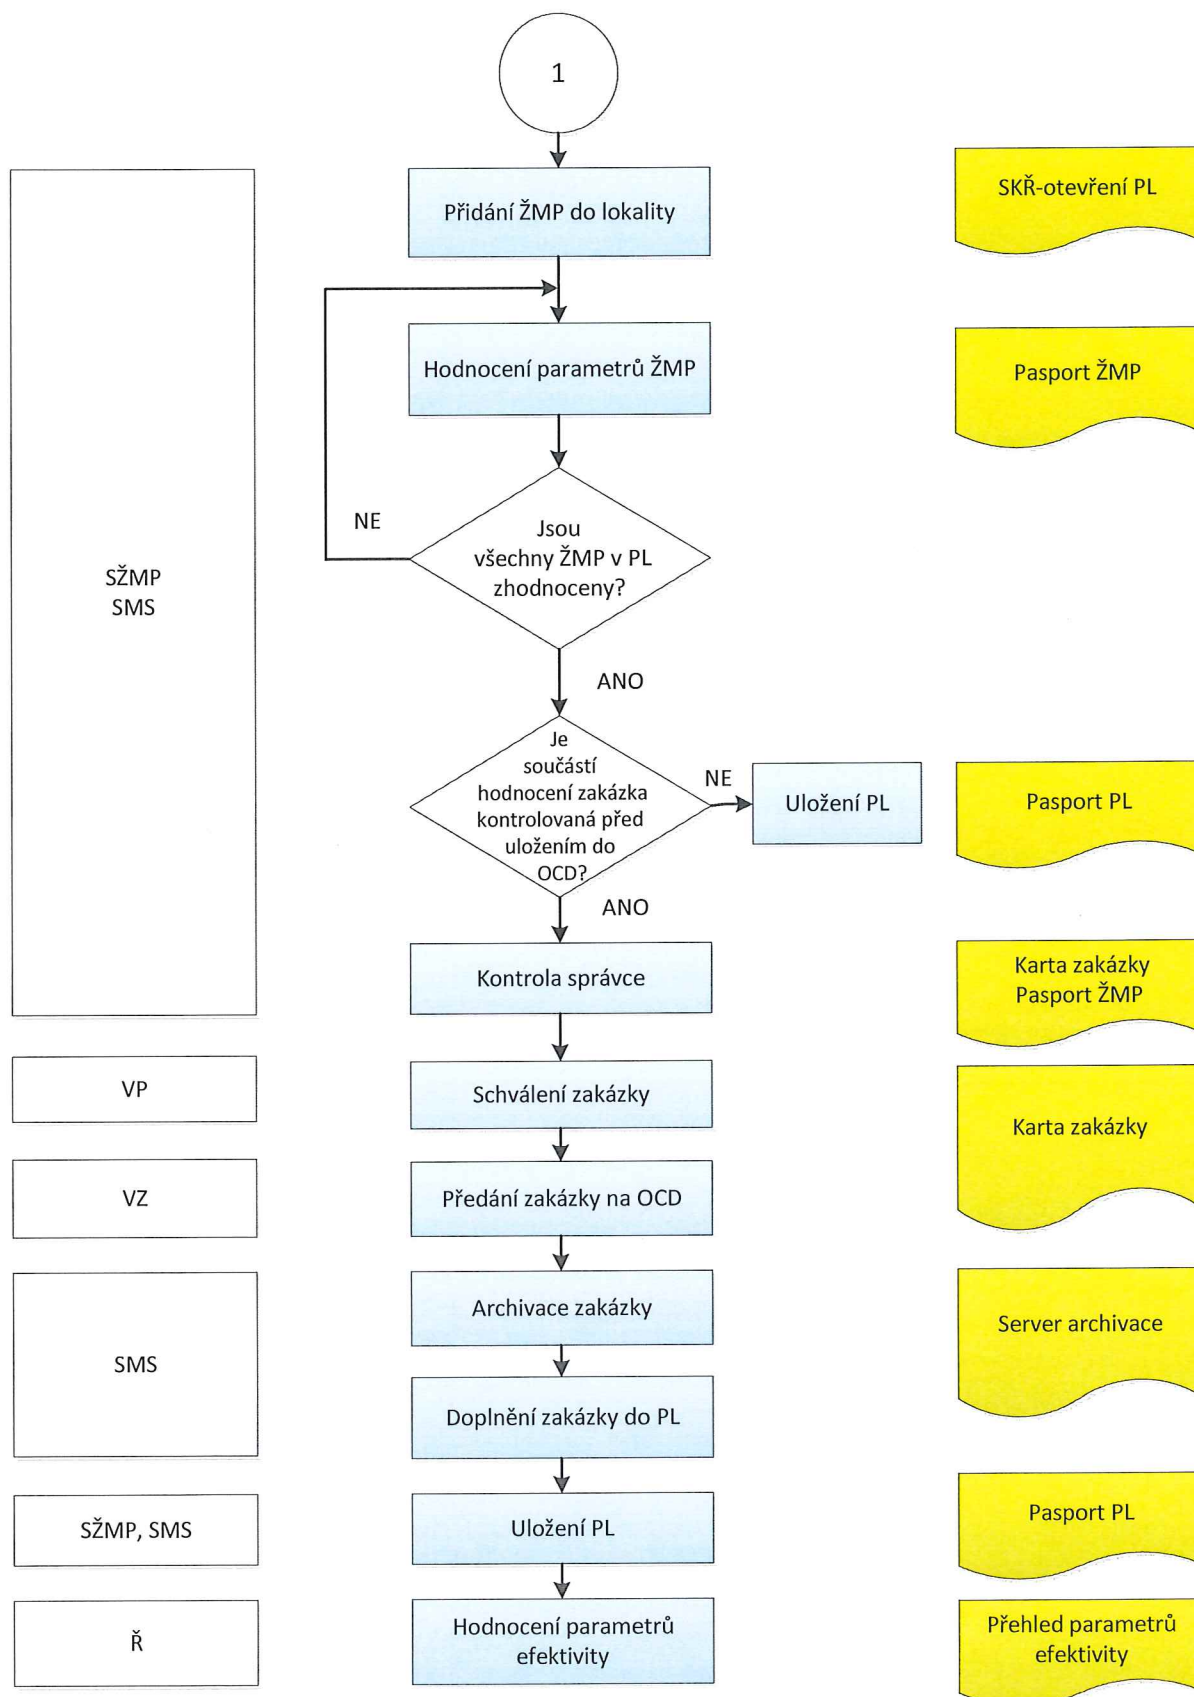 1
Přidání ŽMP do lokality
SKŘ-otevření PL
Hodnocení parametrů ŽMP
Pasport ŽMP
NE
Jsou
všechny ŽMP v PL
zhodnoceny?
SŽMP
SMS
ANO
Je
součástí
hodnocení zakázka
kontrolovaná před
uložením do
OCD?
NE
Uložení PL
Pasport PL
ANO
Kontrola správce
Karta zakázky
Pasport ŽMP
VP
Schválení zakázky
Karta zakázky
VZ
Předání zakázky na OCD
Archivace zakázky
Server archivace
SMS
Doplnění zakázky do PL
SŽMP, SMS
Uložení PL
Pasport PL
Ř
Hodnocení parametrů
efektivity
Přehled parametrů
efektivity